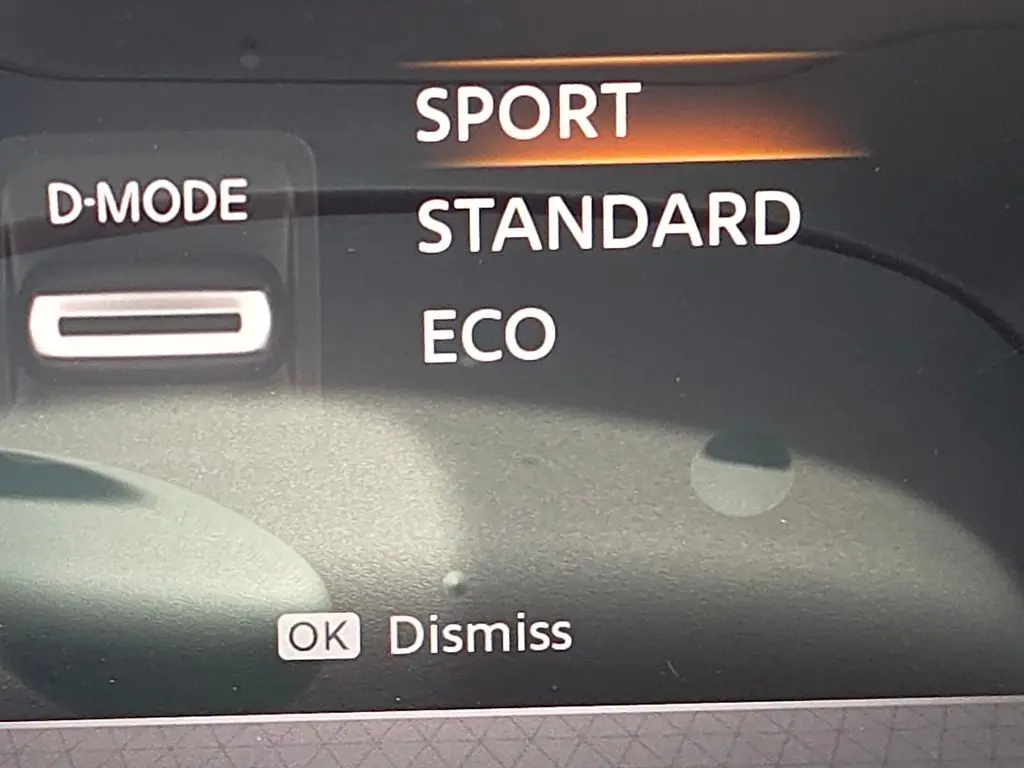 SPORT
D-MODE
STANDARD
ECO
OK Dismiss